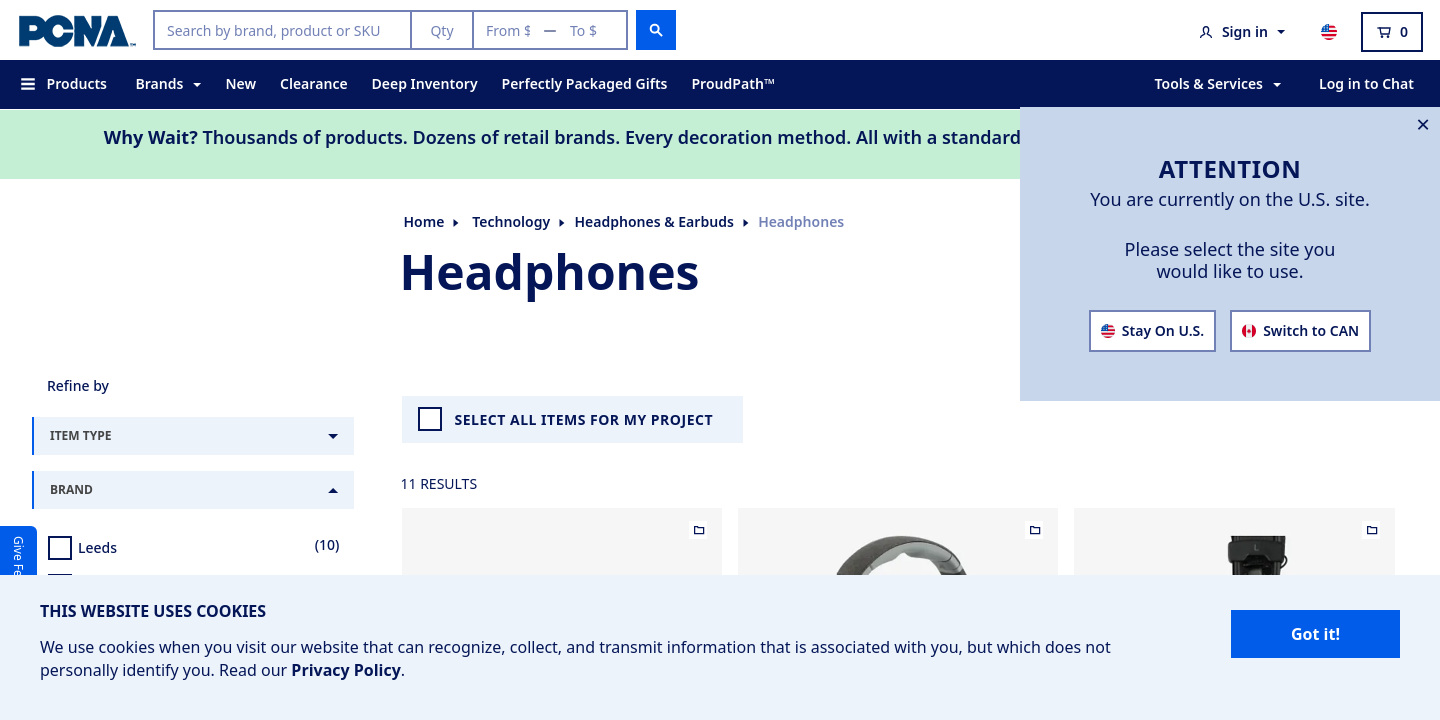 PCNA™
Search by brand, product or SKU
Qty
From $ — To $
Sign in
0
Products
Brands
New
Clearance
Deep Inventory
Perfectly Packaged Gifts
ProudPath™
Tools & Services
Log in to Chat
Why Wait? Thousands of products. Dozens of retail brands. Every decoration method. All with a standard
ATTENTION
You are currently on the U.S. site.
Please select the site you
would like to use.
Stay On U.S.
Switch to CAN
Home
Technology
Headphones & Earbuds
Headphones
Headphones
Refine by
ITEM TYPE
BRAND
Leeds
(10)
SELECT ALL ITEMS FOR MY PROJECT
11 RESULTS
L
Give Fe
THIS WEBSITE USES COOKIES
We use cookies when you visit our website that can recognize, collect, and transmit information that is associated with you, but which does not
personally identify you. Read our Privacy Policy.
Got it!